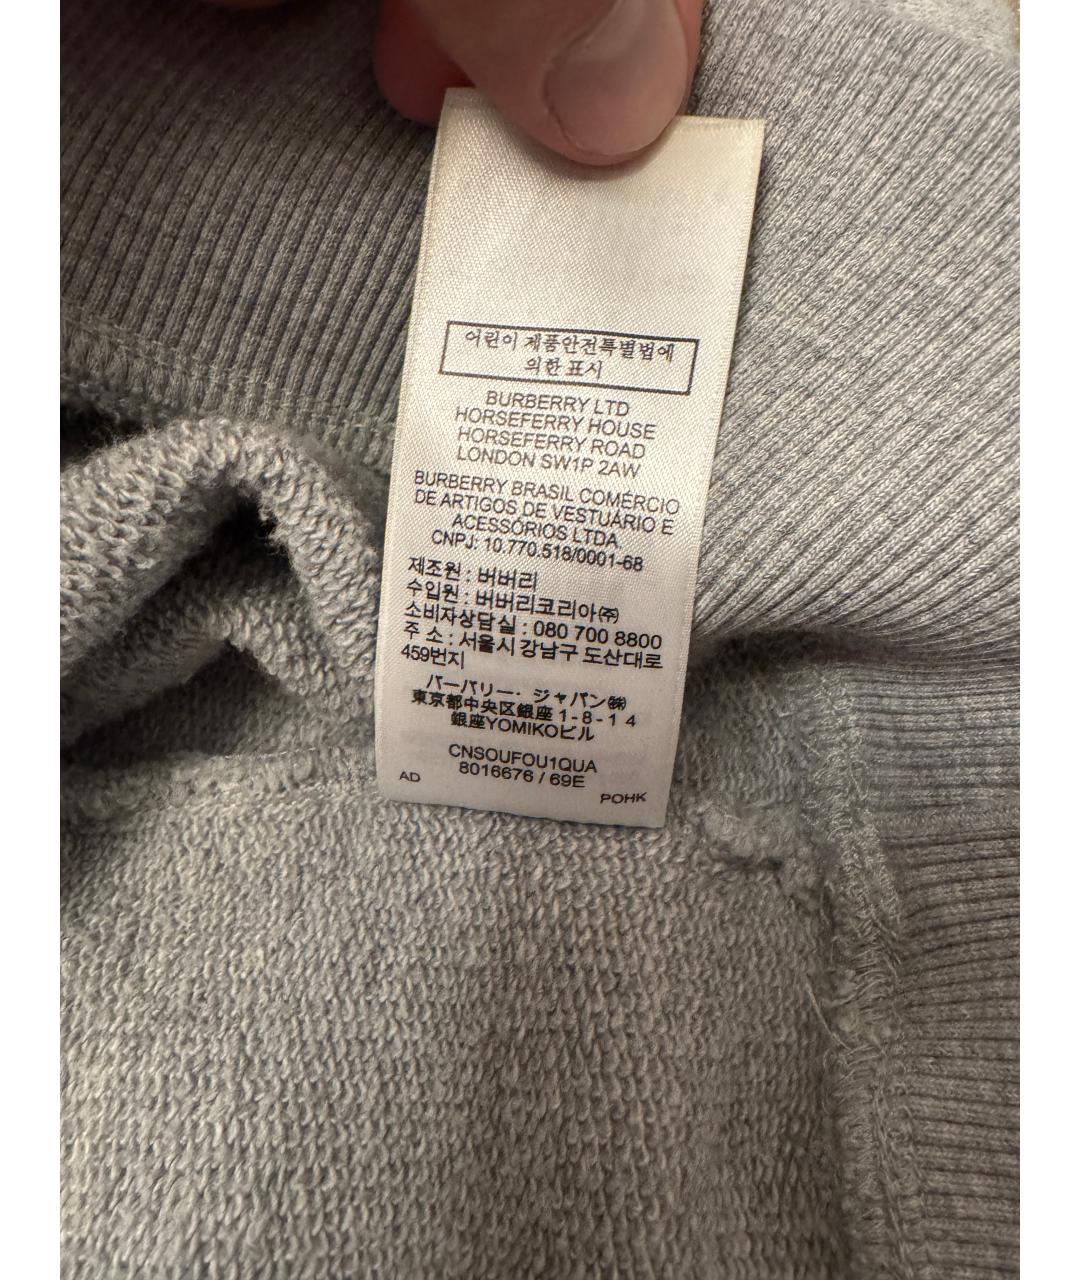 어린이 제품안전특별법에
의한 표시
BURBERRY LTD
HORSEFERRY HOUSE
HORSEFERRY ROAD
LONDON SW1P 2AW
BURBERRY BRASIL COMÉRCIO
DE ARTIGOS DE VESTUÁRIO E
ACESSÓRIOS LTDA.
CNPJ: 10.770.518/0001-68
제조원 : 버버리
수입원 : 버버리코리아㈜
소비자상담실 : 080 700 8800
주 소 : 서울시 강남구 도산대로
459번지
バーバリー・ジャパン㈱
東京都中央区銀座 1-8-1 4
銀座YOMIKOビル
CNSOUFOU1QUA
8016676 / 69E
AD
POHK